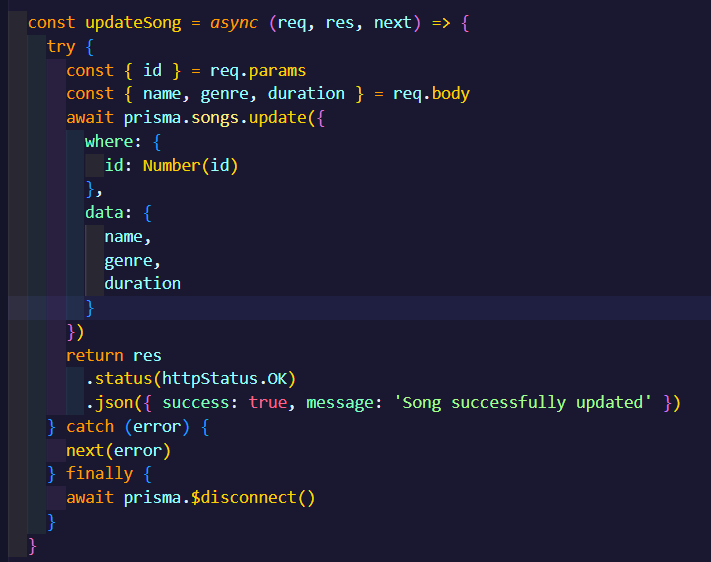 const updateSong = async (req, res, next) => {
  try {
    const { id } = req.params
    const { name, genre, duration } = req.body
    await prisma.songs.update({
      where: {
        id: Number(id)
      },
      data: {
        name,
        genre,
        duration
      }
    })
    return res
      .status(httpStatus.OK)
      .json({ success: true, message: 'Song successfully updated' })
  } catch (error) {
    next(error)
  } finally {
    await prisma.$disconnect()
  }
}